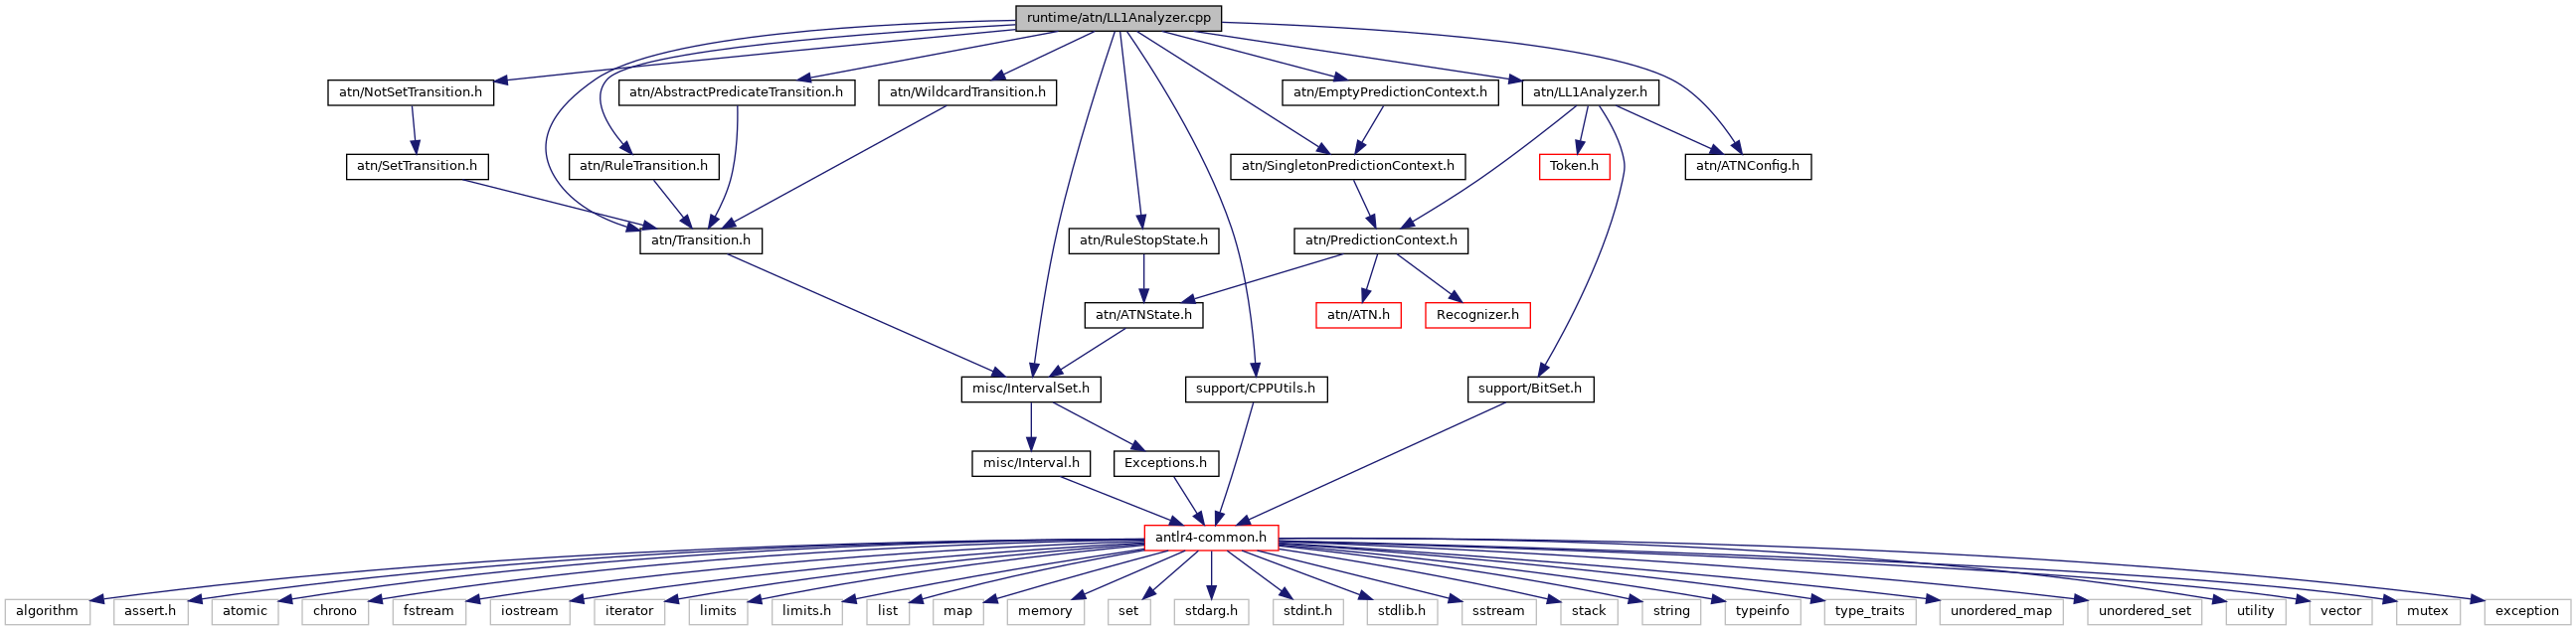 runtime/atn/LL1Analyzer.cpp
atn/NotSetTransition.h
atn/AbstractPredicateTransition.h
atn/WildcardTransition.h
atn/EmptyPredictionContext.h
atn/LL1Analyzer.h
atn/SetTransition.h
atn/RuleTransition.h
atn/SingletonPredictionContext.h
Token.h
atn/ATNConfig.h
atn/Transition.h
atn/RuleStopState.h
atn/PredictionContext.h
atn/ATNState.h
atn/ATN.h
Recognizer.h
misc/IntervalSet.h
support/CPPUtils.h
support/BitSet.h
misc/Interval.h
Exceptions.h
antlr4-common.h
algorithm
assert.h
atomic
chrono
fstream
iostream
iterator
limits
limits.h
list
map
memory
set
stdarg.h
stdint.h
stdlib.h
sstream
stack
string
typeinfo
type_traits
unordered_map
unordered_set
utility
vector
mutex
exception